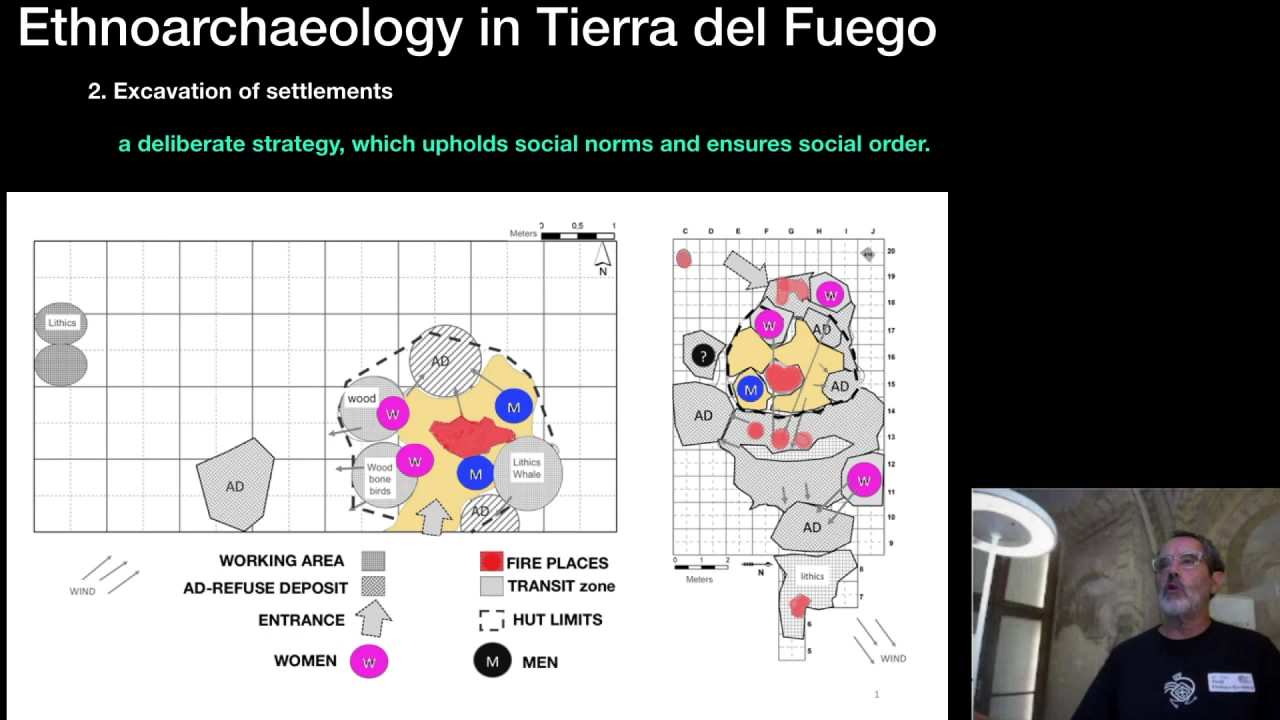 Ethnoarchaeology in Tierra del Fuego
2. Excavation of settlements
a deliberate strategy, which upholds social norms and ensures social order.
Meters 0,5 1
N
Lithics
AD
wood
W
M
W
Wood
bone
birds
M
Lithics
Whale
AD
AD
WIND
WORKING AREA
AD-REFUSE DEPOSIT
ENTRANCE
WOMEN
W
FIRE PLACES
TRANSIT zone
HUT LIMITS
M
MEN
C D E F G H I J
20
19
18
17
16
15
14
13
12
11
10
9
8
7
6
5
W
W
AD
?
M
AD
AD
W
AD
lithics
0 1 2
Meters
N
WIND
1